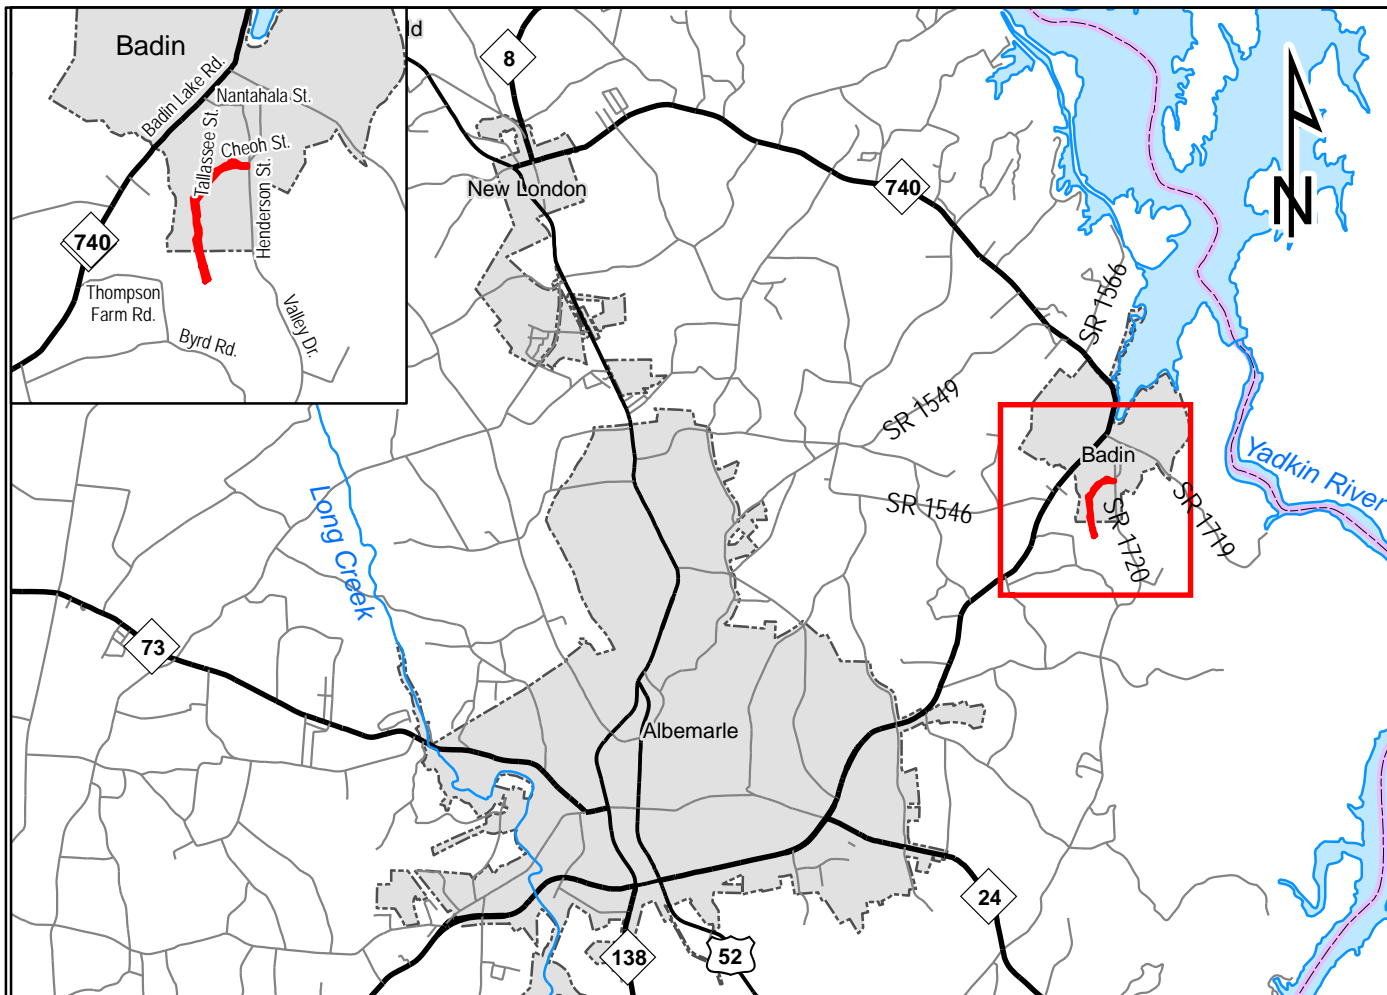 Badin
Badin Lake Rd.
Nantahala St.
Tallassee St.
Cheoh St.
Henderson St.
740
Thompson
Farm Rd.
Byrd Rd.
Valley Dr.
ld
8
New London
740
N
SR 1566
SR 1549
SR 1546
Badin
SR 1720
SR 1719
Yadkin River
Long Creek
73
Albemarle
24
138
52